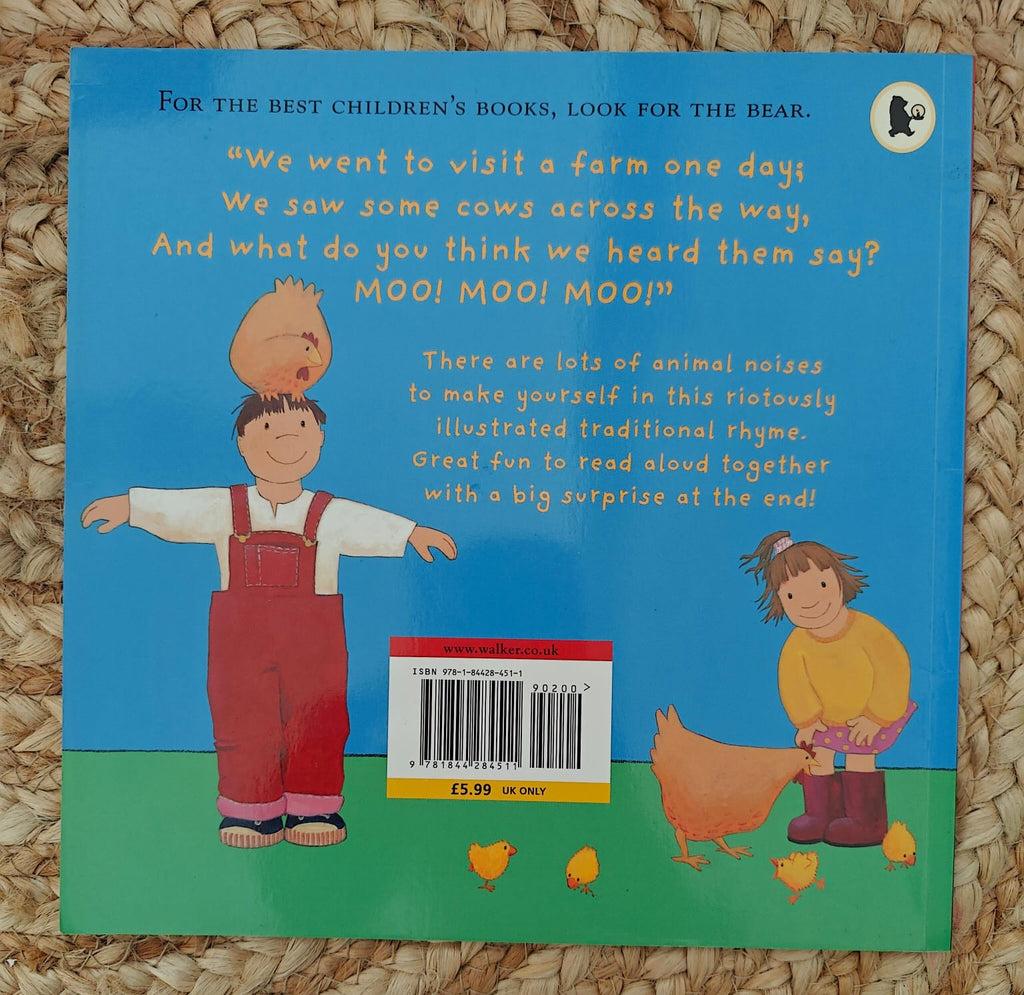 FOR THE BEST CHILDREN'S BOOKS, LOOK FOR THE BEAR.
"We went to visit a farm one day;
We saw some cows across the way,
And what do you think we heard them say?
MOO! MOO! MOO!"
There are lots of animal noises
to make yourself in this riotously
illustrated traditional rhyme.
Great fun to read aloud together
with a big surprise at the end!
www.walker.co.uk
ISBN 978-1-84428-451-1
90200 >
9 781844 284511
£5.99 UK ONLY